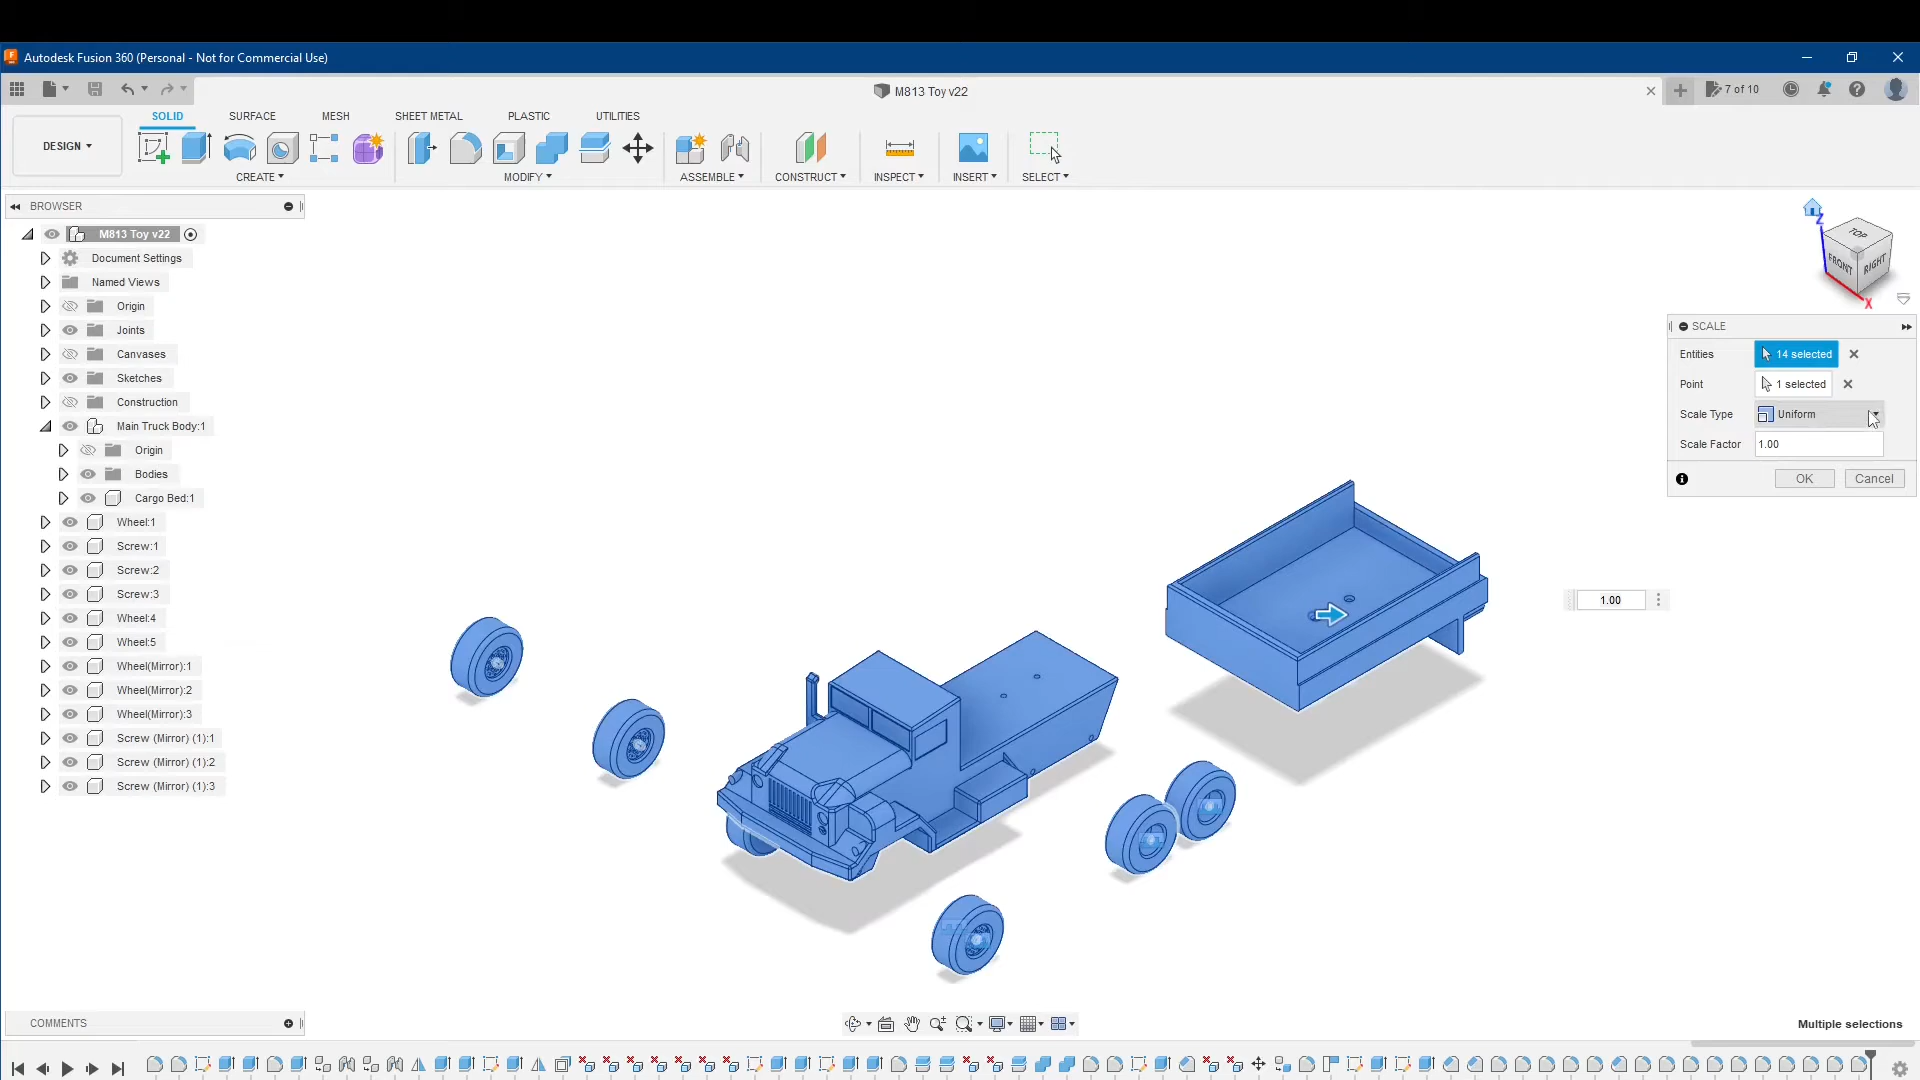 Autodesk Fusion 360 (Personal - Not for Commercial Use)
M813 Toy v22
7 of 10
DESIGN
SOLID
SURFACE
MESH
SHEET METAL
PLASTIC
UTILITIES
CREATE
MODIFY
ASSEMBLE
CONSTRUCT
INSPECT
INSERT
SELECT
BROWSER
M813 Toy v22
Document Settings
Named Views
Origin
Joints
Canvases
Sketches
Construction
Main Truck Body:1
Origin
Bodies
Cargo Bed:1
Wheel:1
Screw:1
Screw:2
Screw:3
Wheel:4
Wheel:5
Wheel(Mirror):1
Wheel(Mirror):2
Wheel(Mirror):3
Screw (Mirror) (1):1
Screw (Mirror) (1):2
Screw (Mirror) (1):3
Z
TOP
FRONT
RIGHT
X
SCALE
Entities
14 selected
Point
1 selected
Scale Type
Uniform
Scale Factor
1.00
OK
Cancel
1.00
COMMENTS
Multiple selections